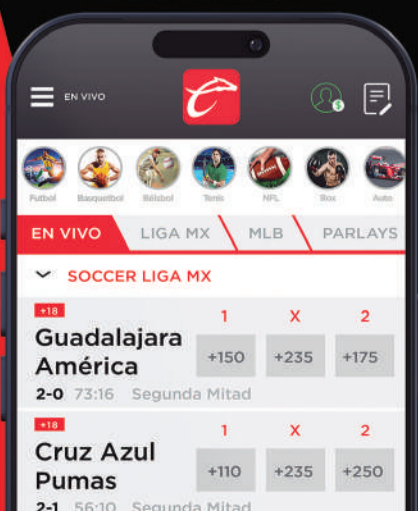 EN VIVO
Futbol Basquetbol Béisbol Tenis NFL Box Auto
EN VIVO LIGA MX MLB PARLAYS
SOCCER LIGA MX
+18 1 X 2
Guadalajara
América
+150 +235 +175
2-0 73:16 Segunda Mitad
+18 1 X 2
Cruz Azul
Pumas
+110 +235 +250
2-1 56:10 Segunda Mitad